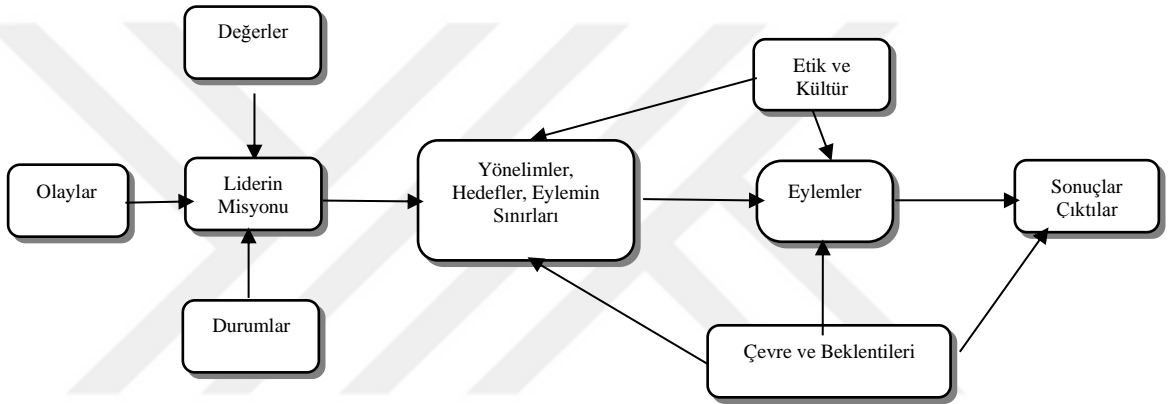 Değerler
Etik ve
Kültür
Olaylar
Liderin
Misyonu
Yönelimler,
Hedefler, Eylemin
Sınırları
Eylemler
Sonuçlar
Çıktılar
Durumlar
Çevre ve Beklentileri